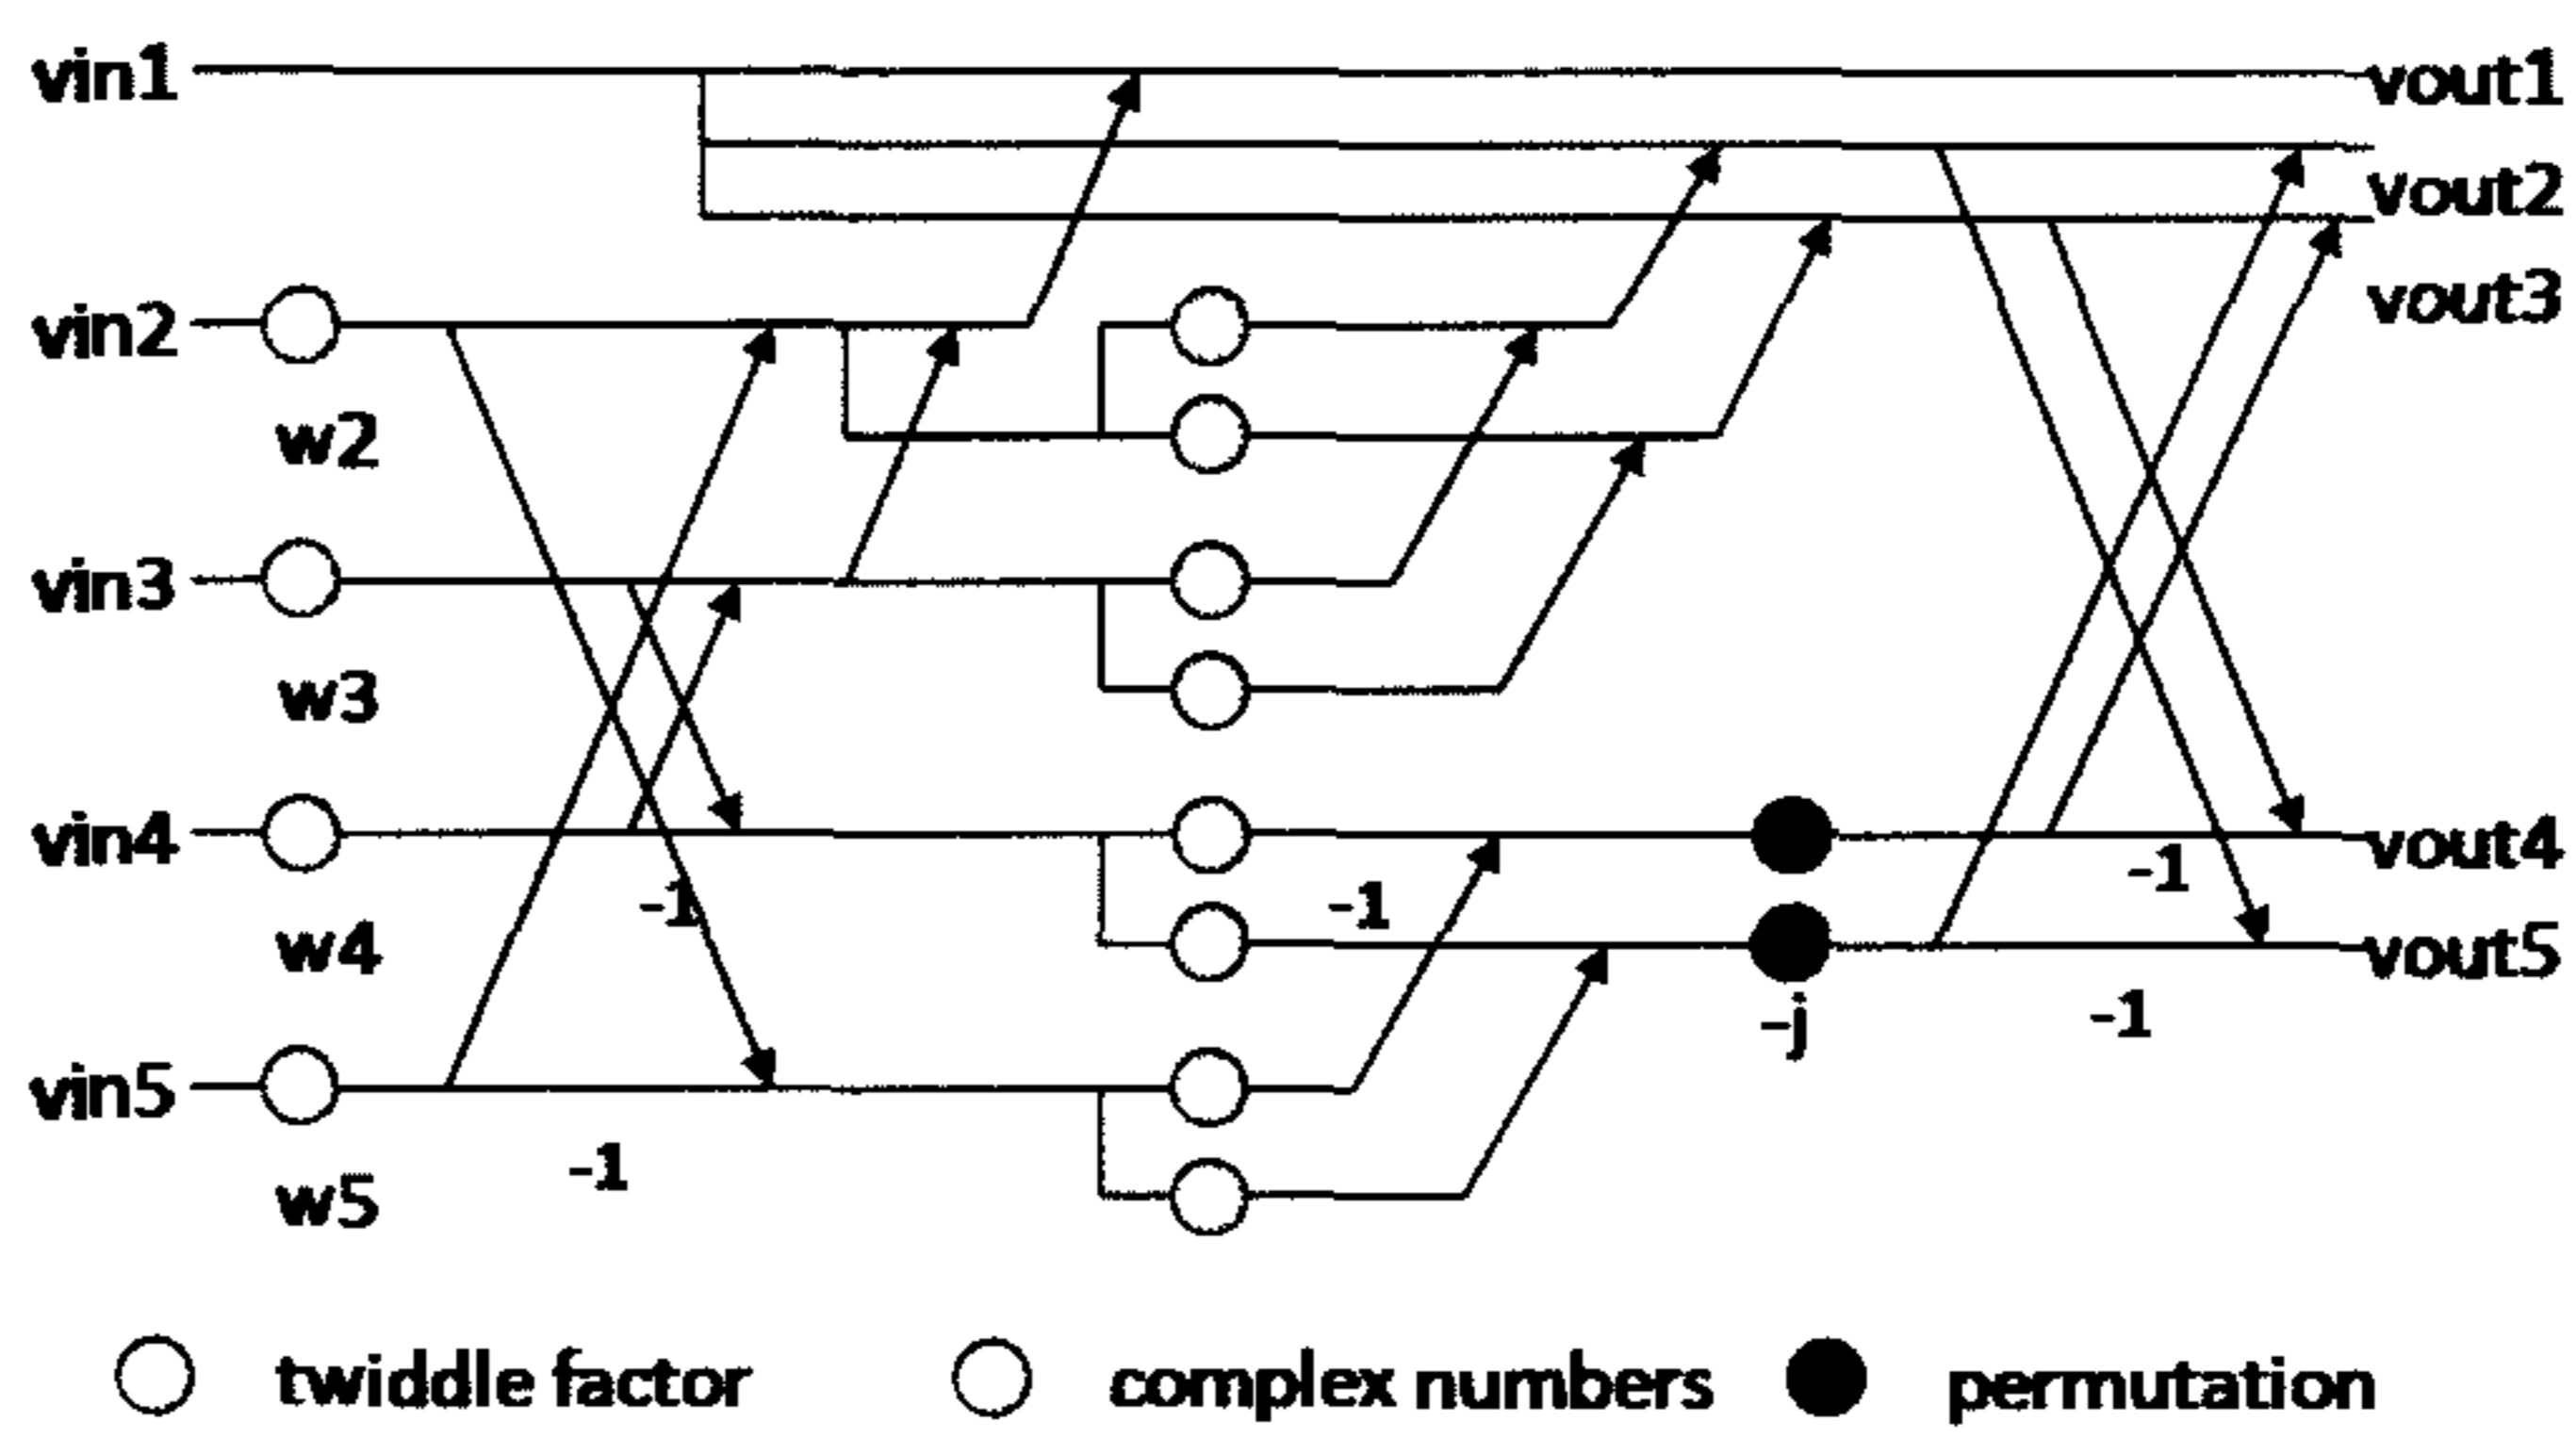 vin1
vout1
vout2
vin2
vout3
w2
vin3
w3
vin4
-1
-1
-1
vout4
w4
vout5
-j
-1
vin5
-1
w5
twiddle factor
complex numbers
permutation